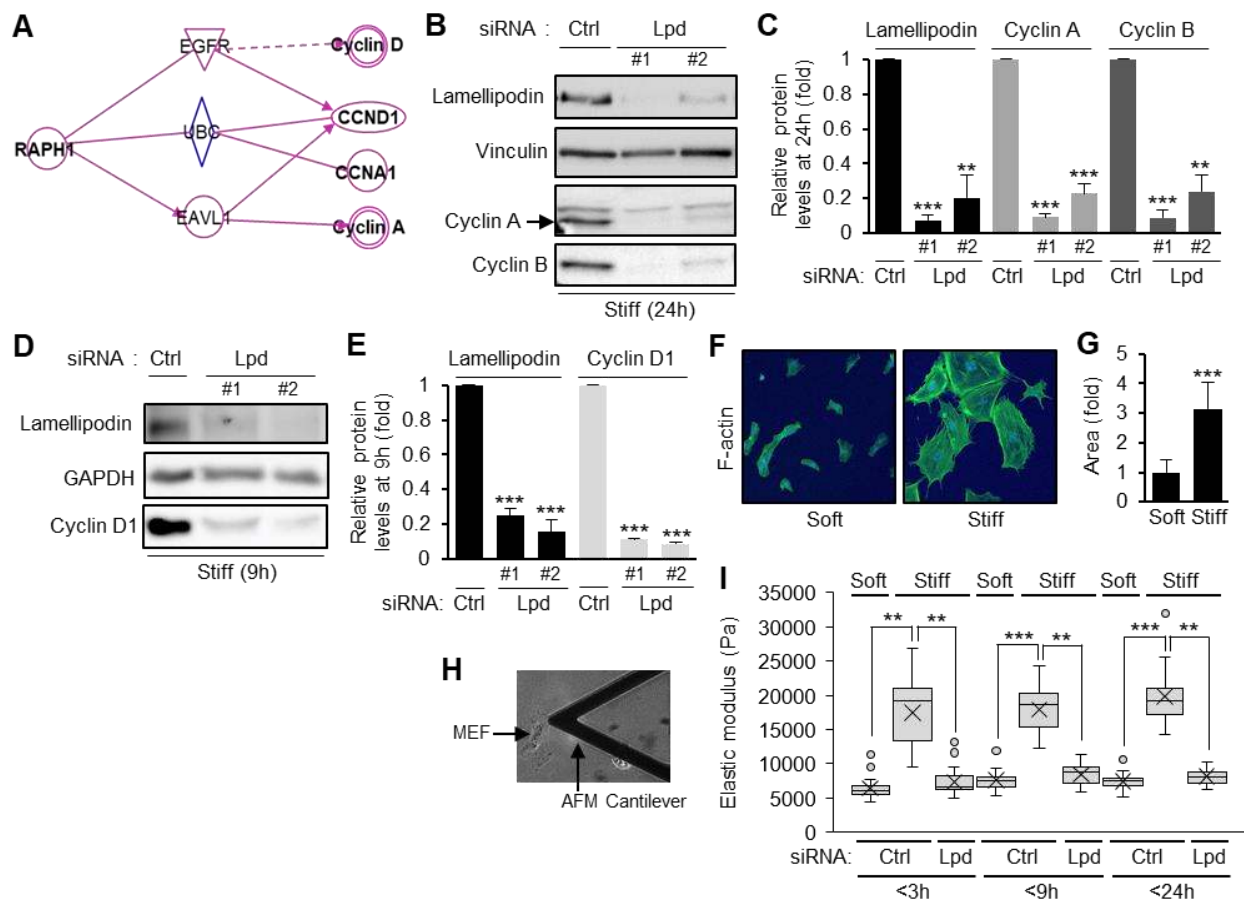 A
EGFR
Cyclin D
UBC
CCND1
RAPH1
CCNA1
EAVL1
Cyclin A
B
siRNA : Ctrl Lpd
#1 #2
Lamellipodin
Vinculin
Cyclin A
Cyclin B
Stiff (24h)
C
Lamellipodin Cyclin A Cyclin B
Relative protein
levels at 24h (fold)
1
0.8
0.6
0.4
0.2
0
*** ** *** *** *** **
#1 #2 #1 #2 #1 #2
siRNA: Ctrl Lpd Ctrl Lpd Ctrl Lpd
D
siRNA : Ctrl Lpd
#1 #2
Lamellipodin
GAPDH
Cyclin D1
Stiff (9h)
E
Lamellipodin Cyclin D1
Relative protein
levels at 9h (fold)
1
0.8
0.6
0.4
0.2
0
*** *** *** ***
#1 #2 #1 #2
siRNA: Ctrl Lpd Ctrl Lpd
F
F-actin
Soft Stiff
G
Area (fold)
5
4
3
2
1
0
***
Soft Stiff
H
MEF
AFM Cantilever
I
Soft Stiff Soft Stiff Soft Stiff
Elastic modulus (Pa)
35000
30000
25000
20000
15000
10000
5000
0
** ** *** ** *** **
siRNA: Ctrl Lpd Ctrl Lpd Ctrl Lpd
<3h <9h <24h